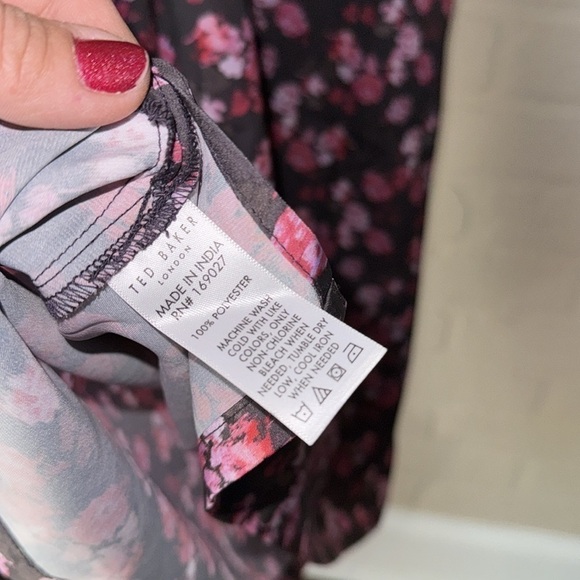 TED BAKER
LONDON
MADE IN INDIA
RN# 169027
100% POLYESTER
MACHINE WASH
COLD WITH LIKE
COLORS, ONLY
NON-CHLORINE
BLEACH WHEN
NEEDED, TUMBLE DRY
LOW, COOL IRON
WHEN NEEDED